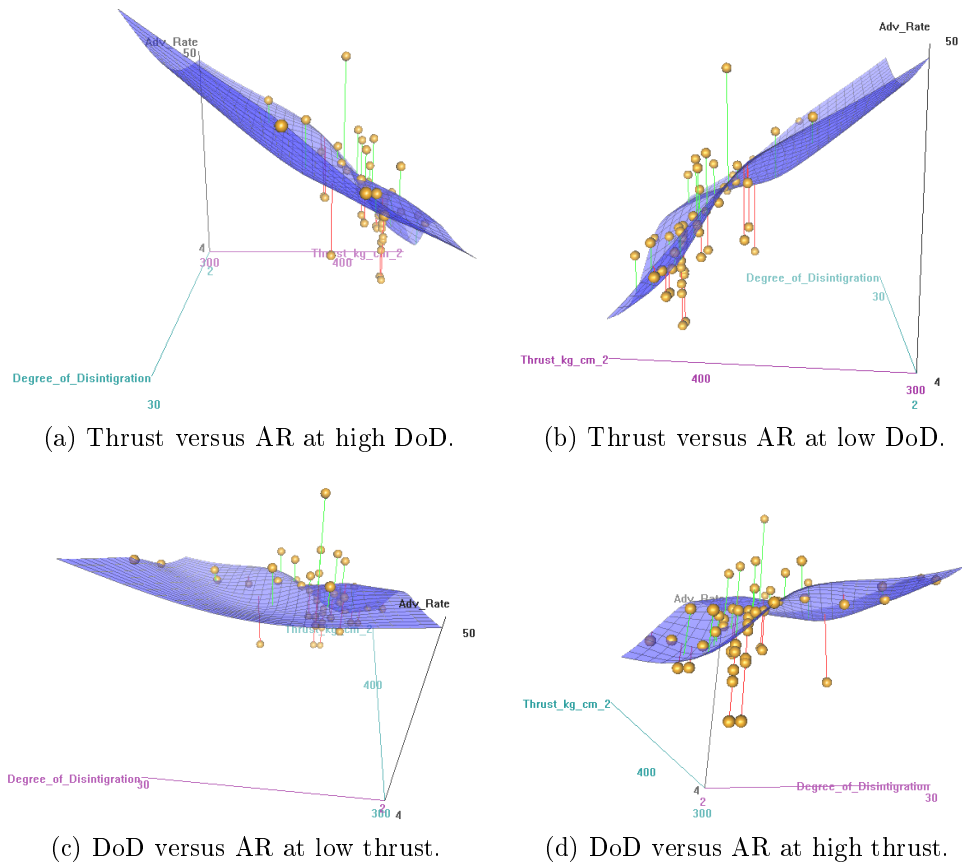 Adv_Rate
50
4
300
2
Thrust_kg_cm_2
400
Degree_of_Disintigration
30
(a) Thrust versus AR at high DoD.
Adv_Rate
50
Degree_of_Disintigration
30
Thrust_kg_cm_2
400
300
4
2
(b) Thrust versus AR at low DoD.
Adv_Rate
50
Thrust_kg_cm_2
400
Degree_of_Disintigration
30
2
300
4
(c) DoD versus AR at low thrust.
Adv_Rate
Thrust_kg_cm_2
400
4
2
300
Degree_of_Disintigration
30
(d) DoD versus AR at high thrust.